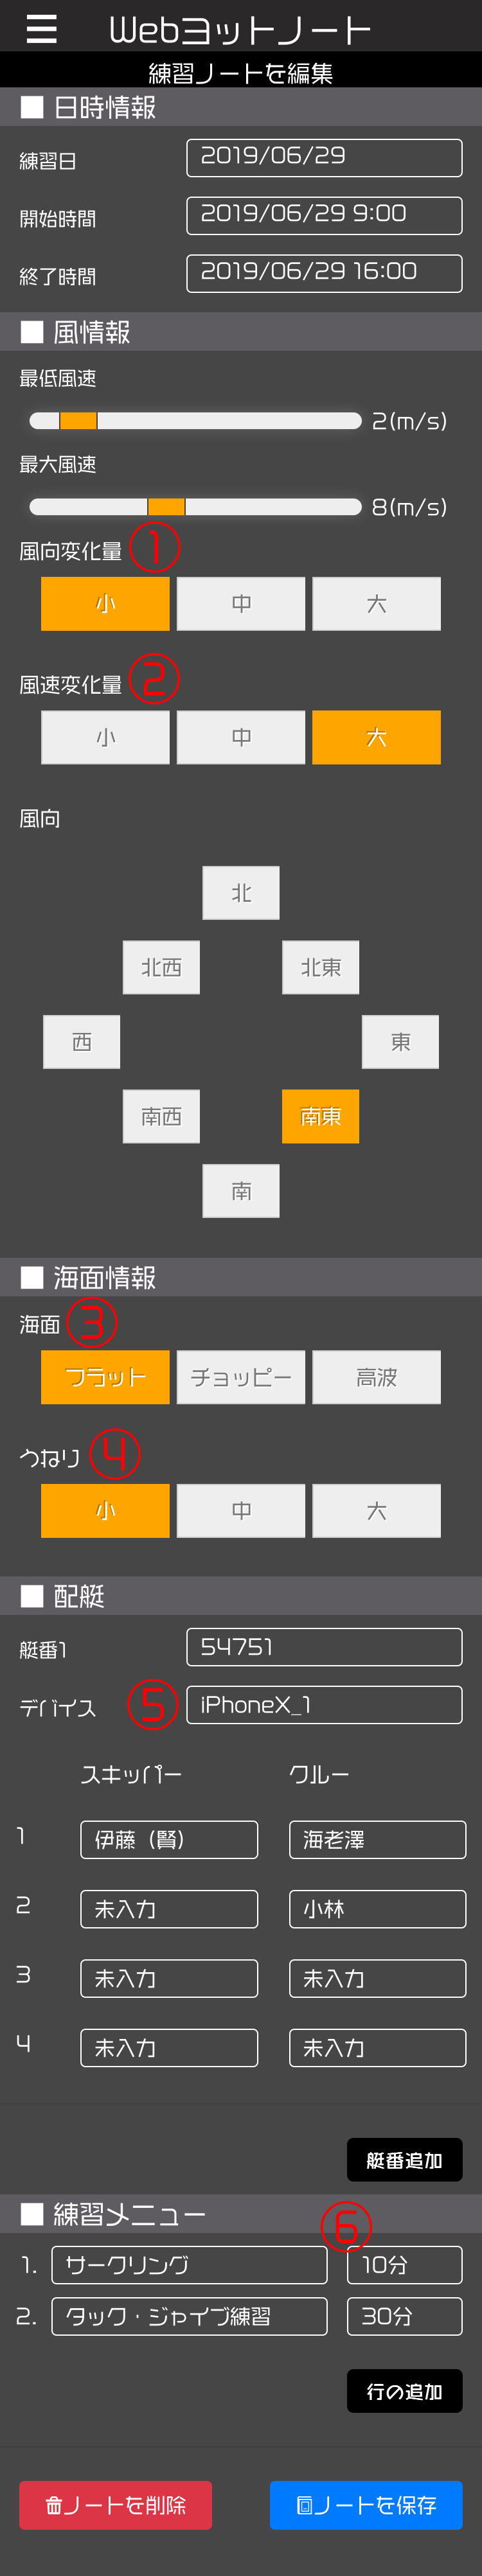 Webヨットノート
練習ノートを編集
■ 日時情報
練習日 2019/06/29
開始時間 2019/06/29 9:00
終了時間 2019/06/29 16:00
■ 風情報
最低風速
2(m/s)
最大風速
8(m/s)
風向変化量 ①
小 中 大
風速変化量 ②
小 中 大
風向
北
北西 北東
西 東
南西 南東
南
■ 海面情報
海面 ③
フラット チョッピー 高波
うねり ④
小 中 大
■ 配艇
艇番1 54751
デバイス ⑤ iPhoneX_1
スキッパー クルー
1 伊藤（賢） 海老澤
2 未入力 小林
3 未入力 未入力
4 未入力 未入力
艇番追加
■ 練習メニュー ⑥
1. サークリング 10分
2. タック・ジャイブ練習 30分
行の追加
ノートを削除 ノートを保存